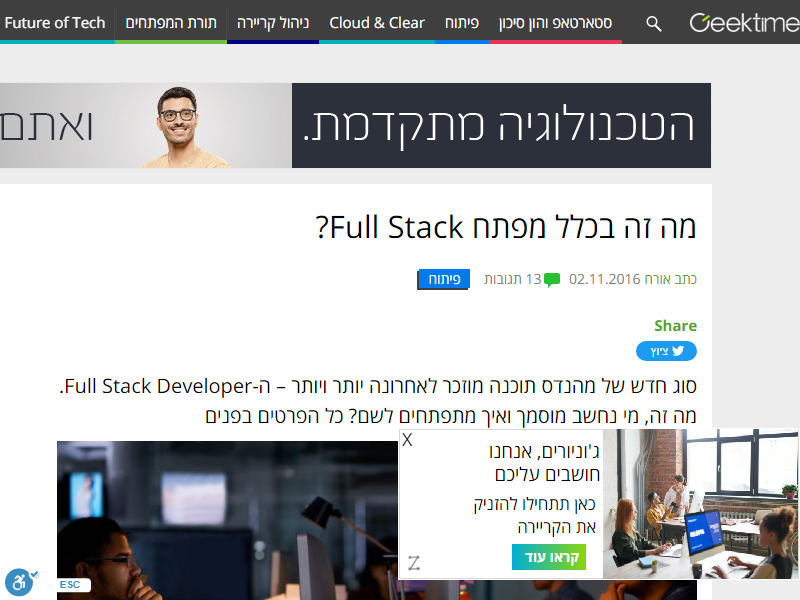 Geektime
סטארטאפ והון סיכון
פיתוח
Cloud & Clear
ניהול קריירה
תורת המפתחים
Future of Tech
הטכנולוגיה מתקדמת.
ואתם
מה זה בכלל מפתח Full Stack?
כתב אורח 02.11.2016 13 תגובות פיתוח
Share
ציוץ
סוג חדש של מהנדס תוכנה מוזכר לאחרונה יותר ויותר – ה-Full Stack Developer.
מה זה, מי נחשב מוסמך ואיך מתפתחים לשם? כל הפרטים בפנים
X
ג'וניורים, אנחנו
חושבים עליכם
כאן תתחילו להזניק
את הקריירה
קראו עוד
ESC